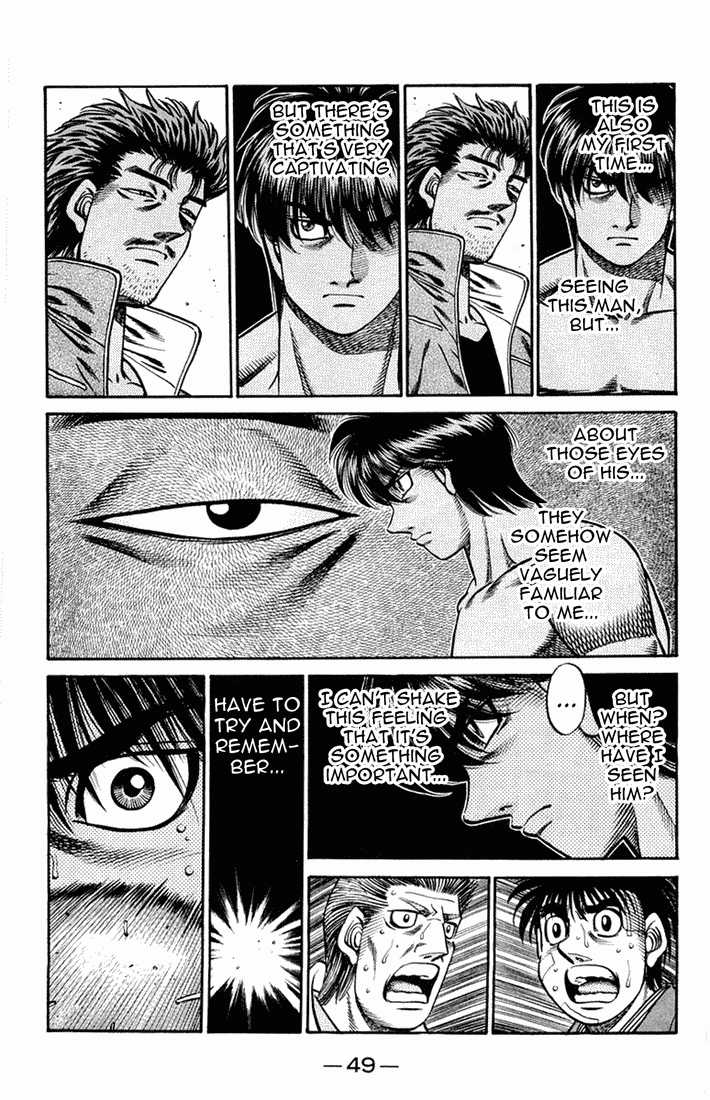 THIS IS
ALSO
MY FIRST
TIME...
SEEING
THIS MAN,
BUT...
BUT THERE'S
SOMETHING
THAT'S VERY
CAPTIVATING
ABOUT
THOSE EYES
OF HIS...
THEY
SOMEHOW
SEEM
VAGUELY
FAMILIAR
TO ME...
BUT
WHEN?
WHERE
HAVE I
SEEN
HIM?
...
I CAN'T SHAKE
THIS FEELING
THAT IT'S
SOMETHING
IMPORTANT...
HAVE TO
TRY AND
REMEM-
BER...
—49—